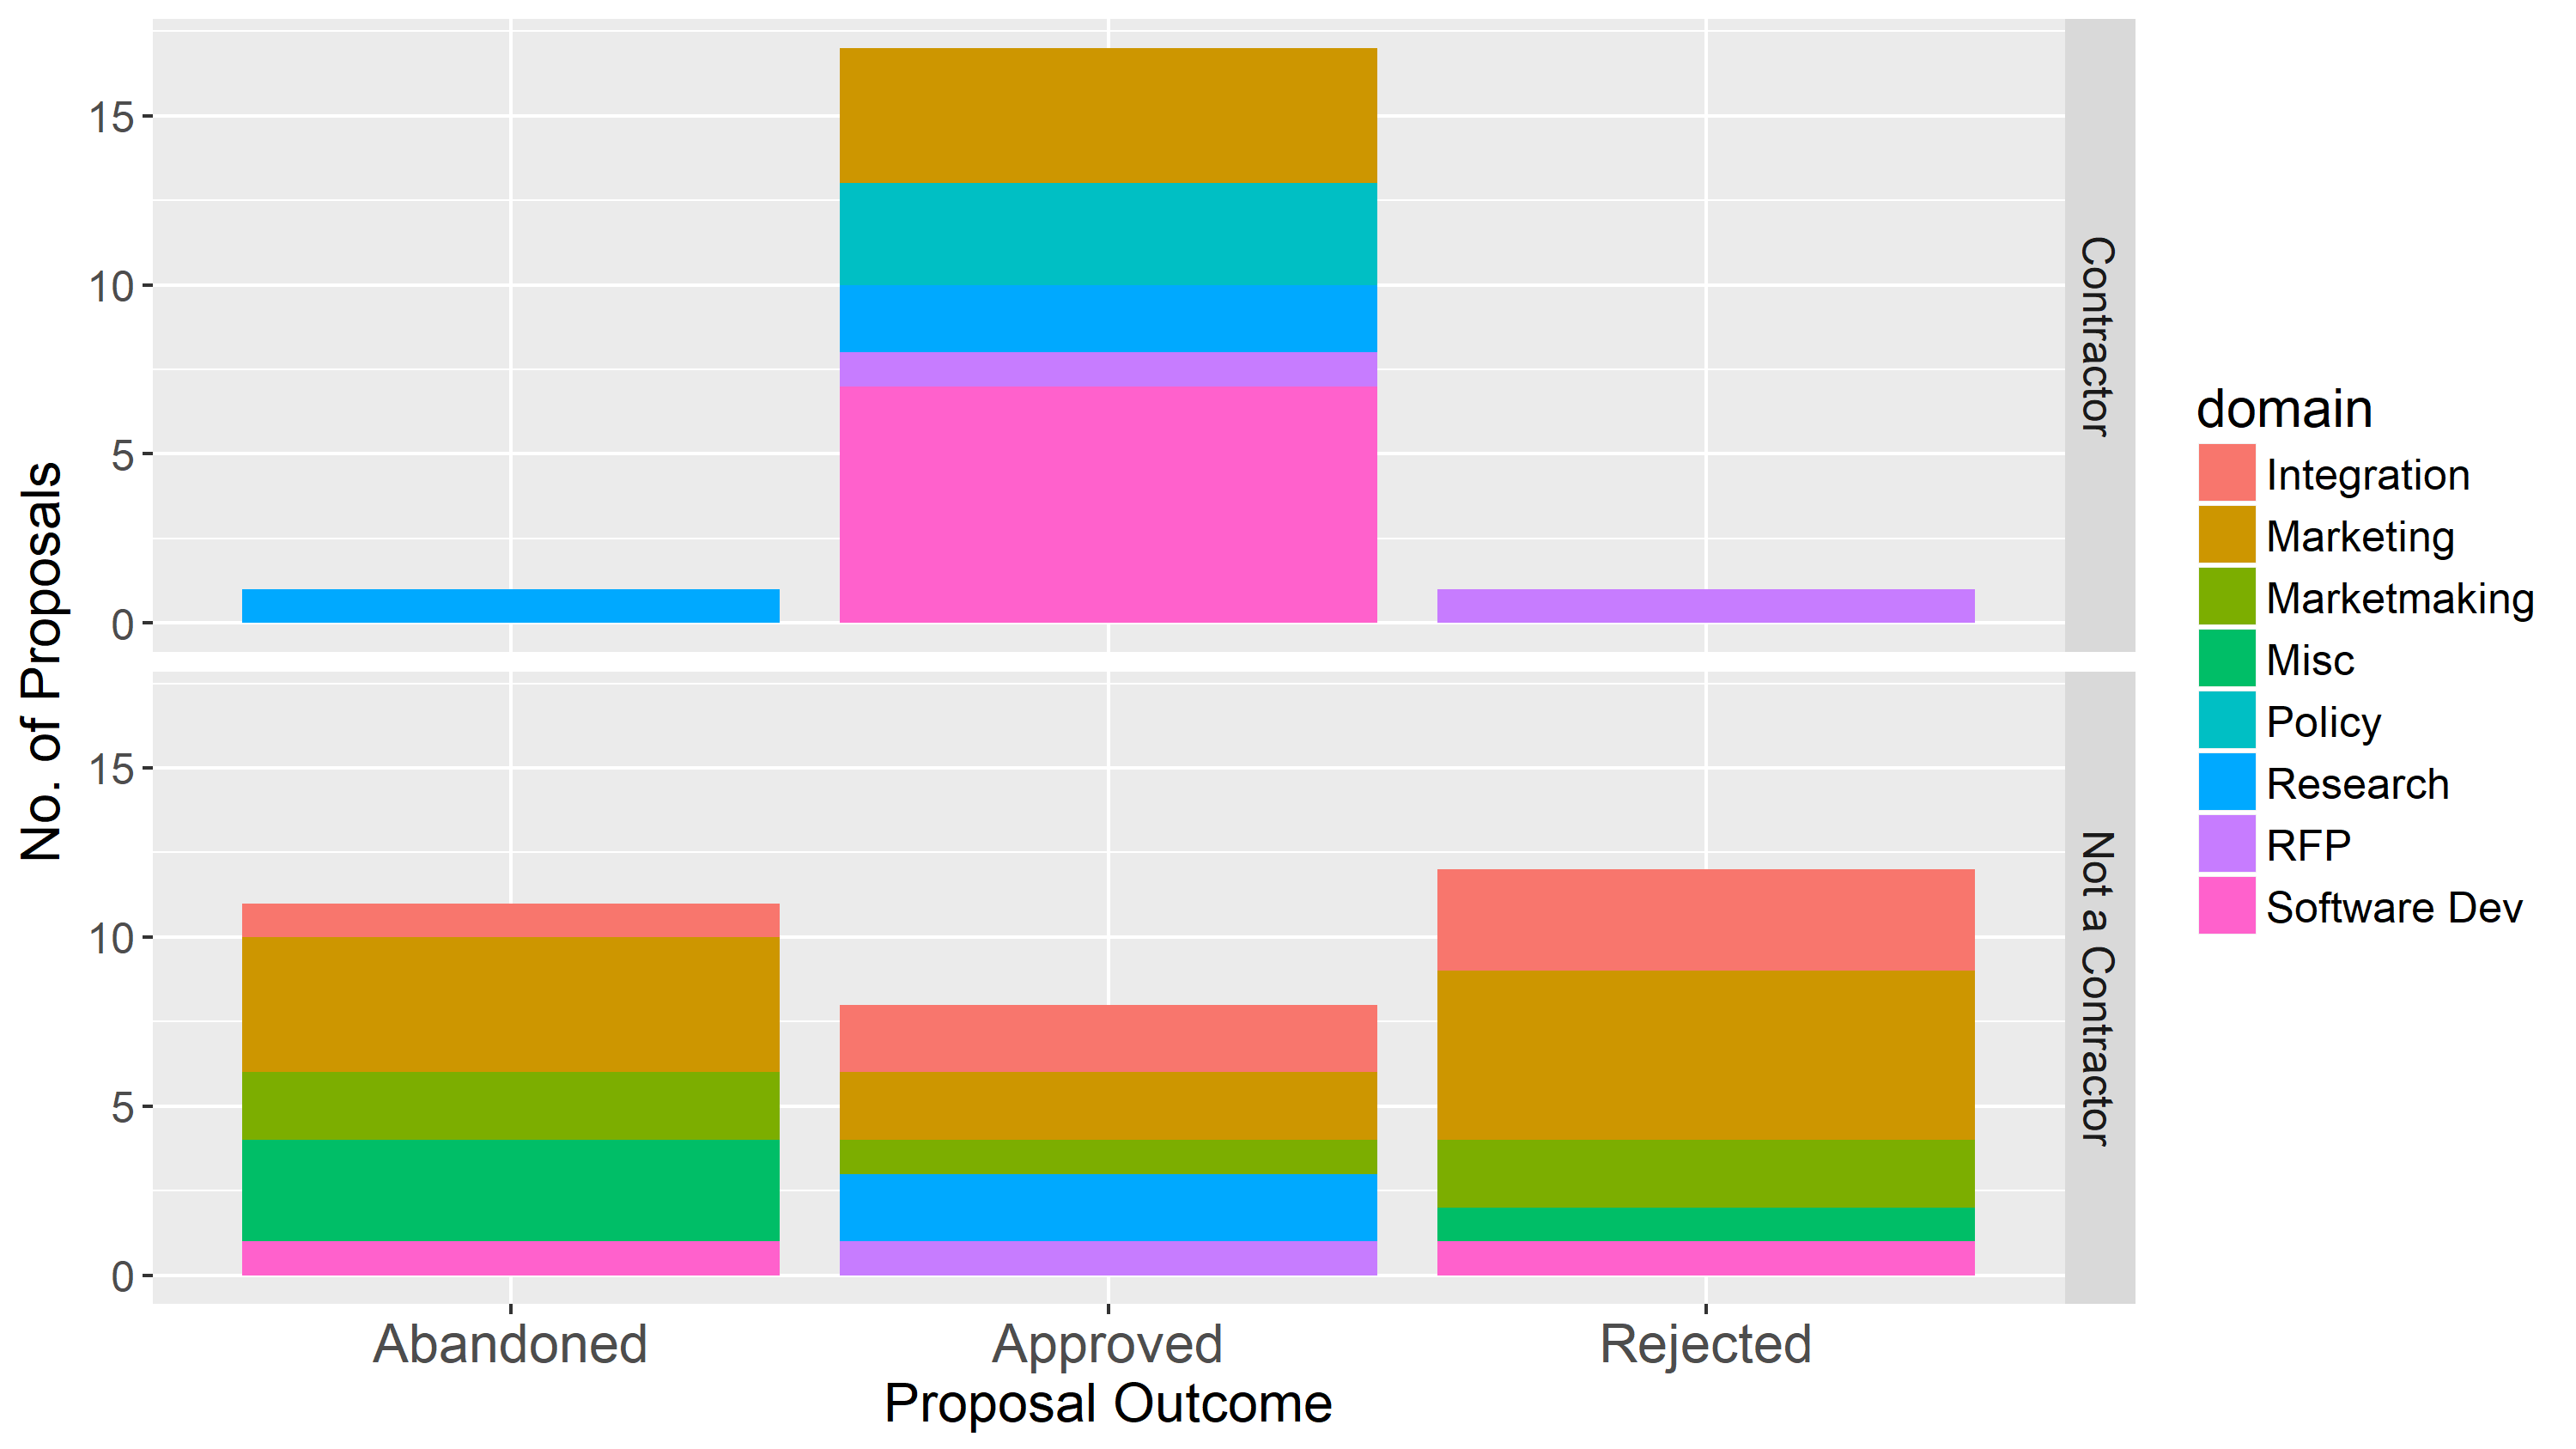 No. of Proposals
15
10
5
0
Contractor
15
10
5
0
Not a Contractor
Abandoned
Approved
Rejected
Proposal Outcome
domain
Integration
Marketing
Marketmaking
Misc
Policy
Research
RFP
Software Dev